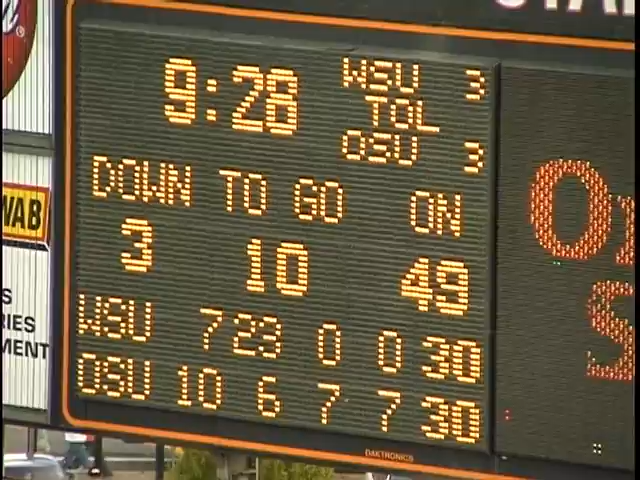 9:28 WSU 3
TOL
OSU 3
DOWN TO GO ON
3 10 49
WSU 7 23 0 0 30
OSU 10 6 7 7 30
WAB
S
RIES
MENT
DAKTRONICS